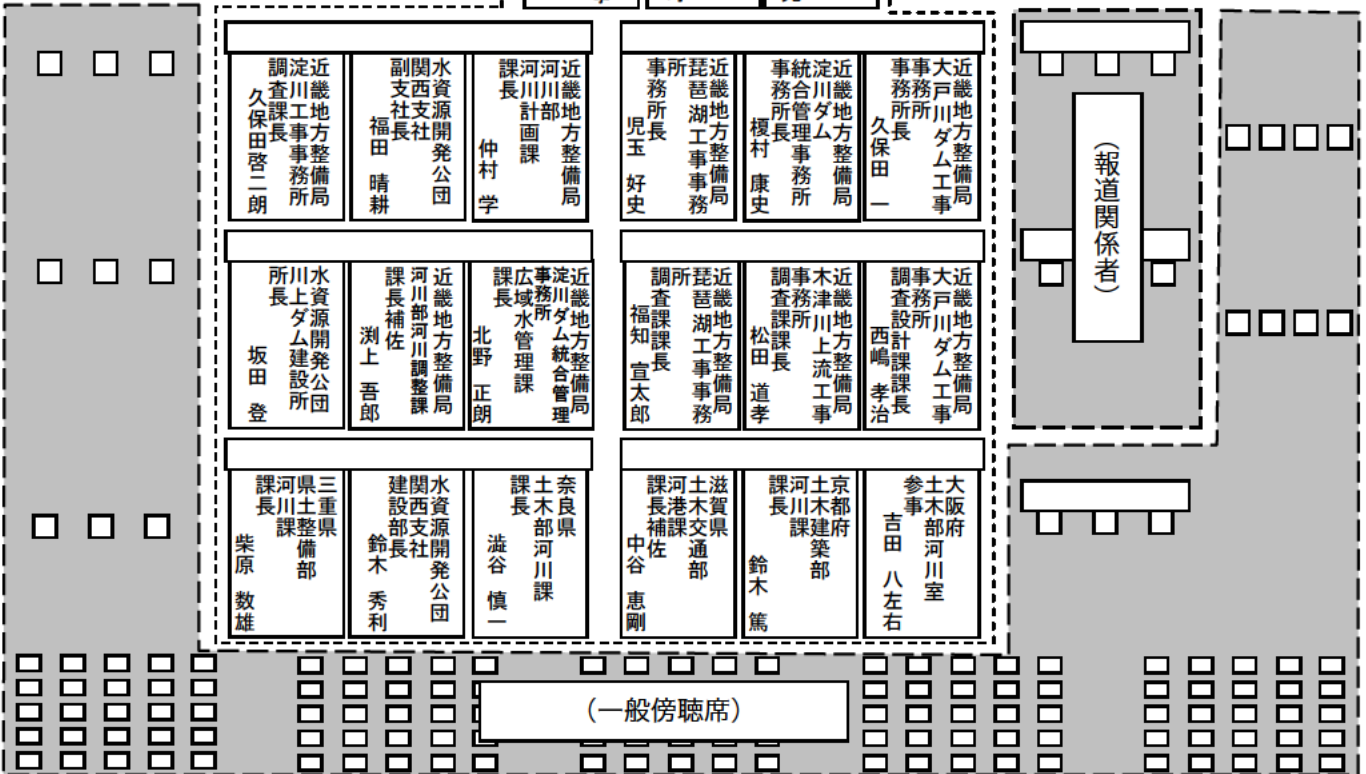 近畿地方整備局
淀川工事事務所
調査課長
久保田啓二朗
水資源開発公団
関西支社
副支社長
福田 晴耕
近畿地方整備局
河川部
河川計画課
課長
仲村 学
近畿地方整備局
琵琶湖工事事務
所
事務所長
児玉 好史
近畿地方整備局
淀川ダム
統合管理事務所
事務所長
榎村 康史
近畿地方整備局
大戸川ダム工事
事務所
事務所長
久保田 一
(報道関係者)
水資源開発公団
川上ダム建設所
所長
坂田 登
近畿地方整備局
河川部河川調整課
課長補佐
渕上 吾郎
近畿地方整備局
淀川ダム統合管理
事務所
広域水管理課
課長
北野 正朗
近畿地方整備局
琵琶湖工事事務
所
調査課課長
福知 宣太郎
近畿地方整備局
木津川上流工事
事務所
調査課課長
松田 道孝
近畿地方整備局
大戸川ダム工事
事務所
調査設計課課長
西嶋 孝治
三重県
県土整備部
河川課
課長
柴原 数雄
水資源開発公団
関西支社
建設部長
鈴木 秀利
奈良県
土木部河川課
課長
澁谷 慎一
滋賀県
土木交通部
河港課
課長補佐
中谷 恵剛
京都府
土木建築部
河川課
課長
鈴木 篤
大阪府
土木部河川室
参事
吉田 八左右
(一般傍聴席)